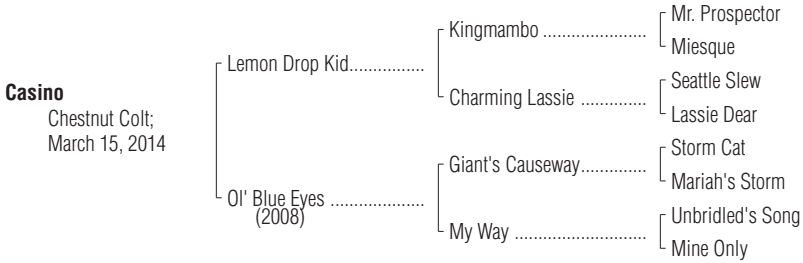 Mr. Prospector
Kingmambo .......................
Miesque
Lemon Drop Kid................
Seattle Slew
Charming Lassie ..............
Lassie Dear
Casino
Chestnut Colt;
March 15, 2014
Storm Cat
Giant's Causeway..............
Mariah's Storm
Ol' Blue Eyes ....................
(2008)
Unbridled's Song
My Way ............................
Mine Only